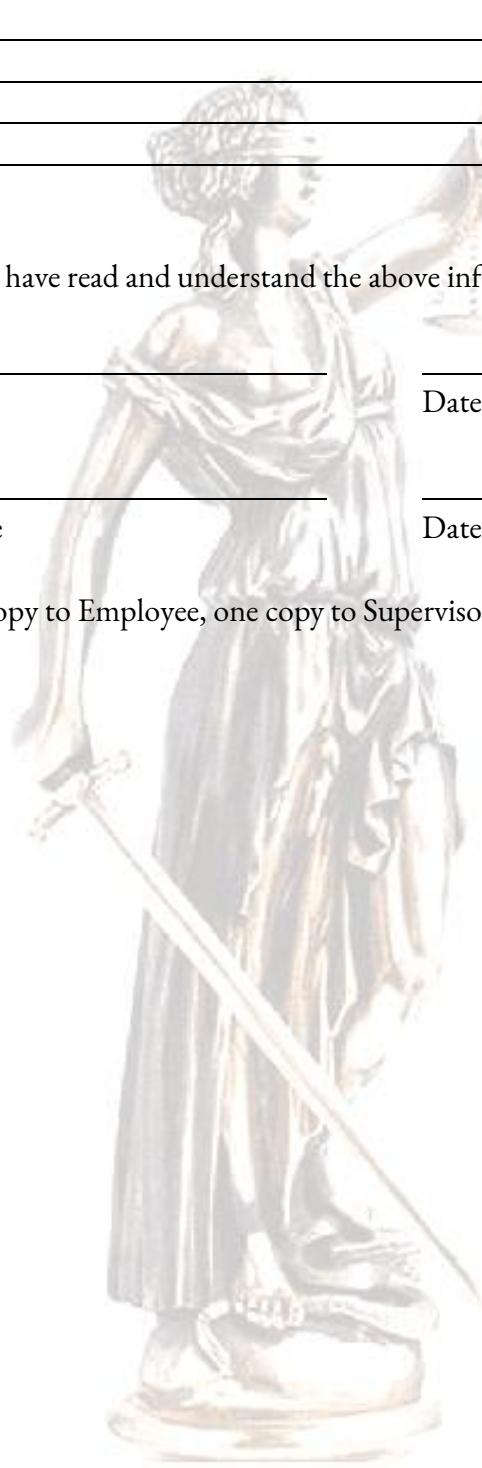 have read and understand the above inf
Date
e Date
opy to Employee, one copy to Superviso